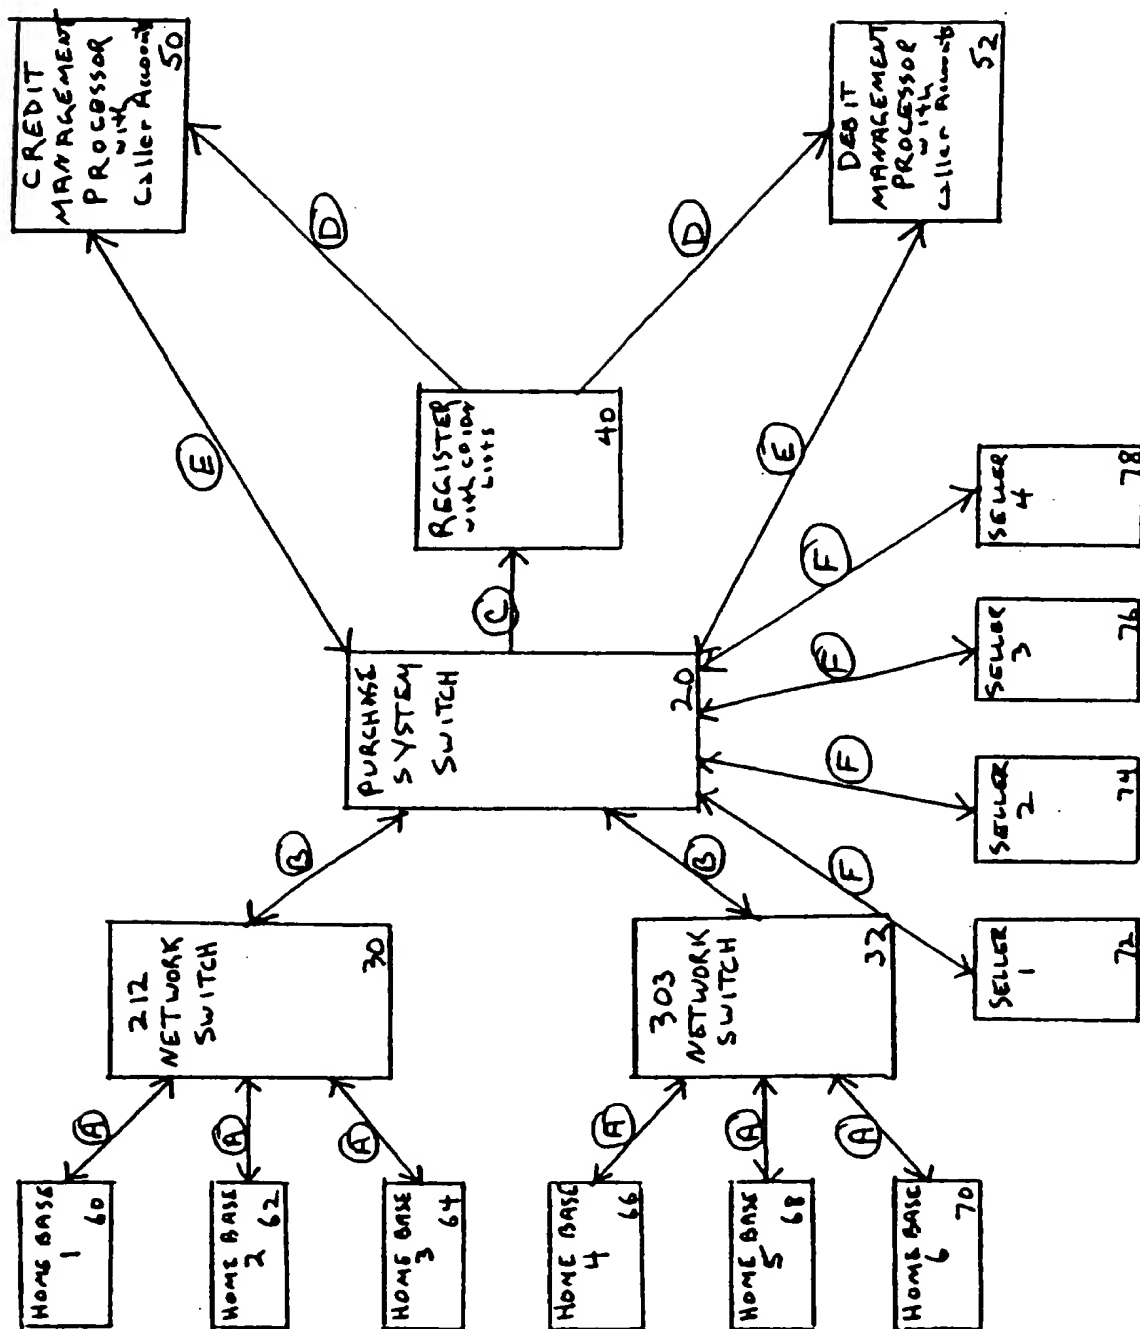 CREDIT
MANAGEMENT
PROCESSOR
with
Caller Accounts
50
DEBIT
MANAGEMENT
PROCESSOR
with
Caller Accounts
52
D
D
E
E
REGISTER
with
Lists
40
C
PURCHASE
SYSTEM
SWITCH
20
F
F
F
F
SELLER
4
78
SELLER
3
76
SELLER
2
74
SELLER
1
72
B
B
212
NETWORK
SWITCH
30
303
NETWORK
SWITCH
32
A
A
A
A
A
A
HOME BASE
1
60
HOME BASE
2
62
HOME BASE
3
64
HOME BASE
4
66
HOME BASE
5
68
HOME BASE
6
70